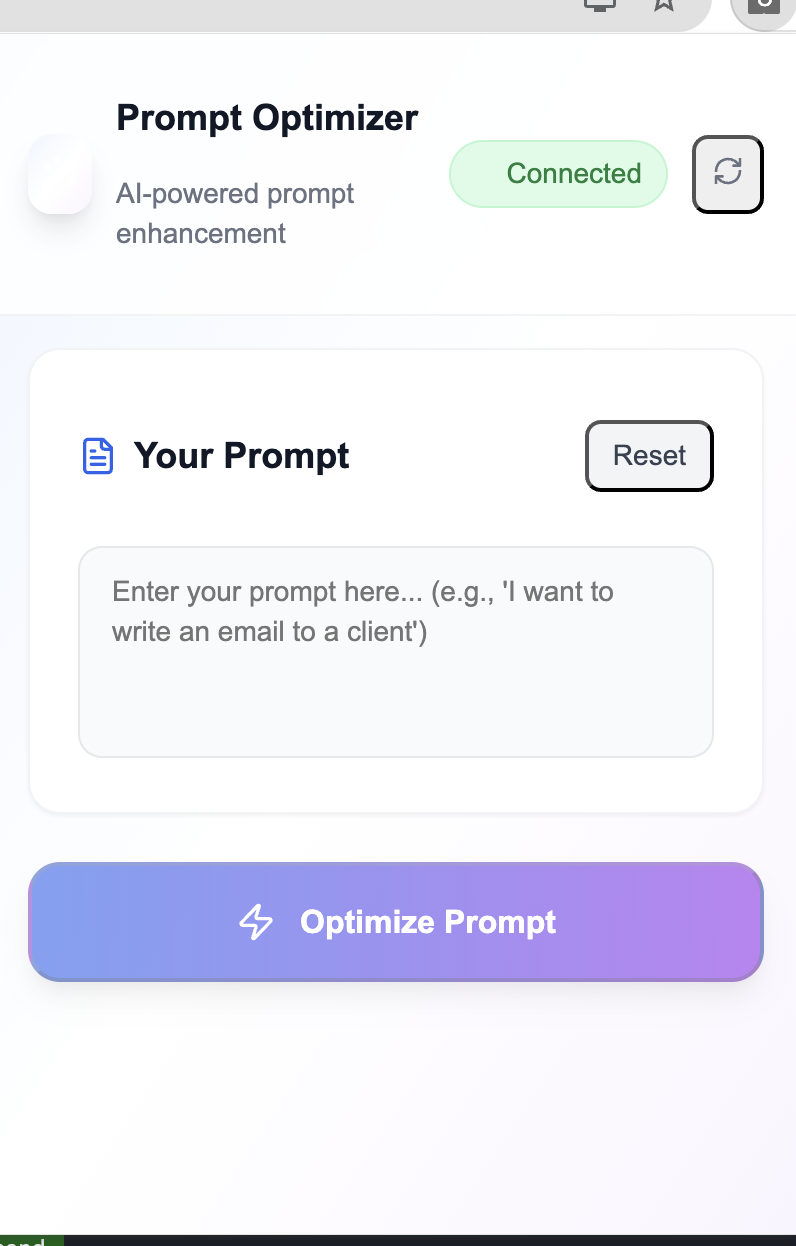 Prompt Optimizer
AI-powered prompt
enhancement
Connected
Your Prompt
Reset
Enter your prompt here... (e.g., 'I want to
write an email to a client')
Optimize Prompt